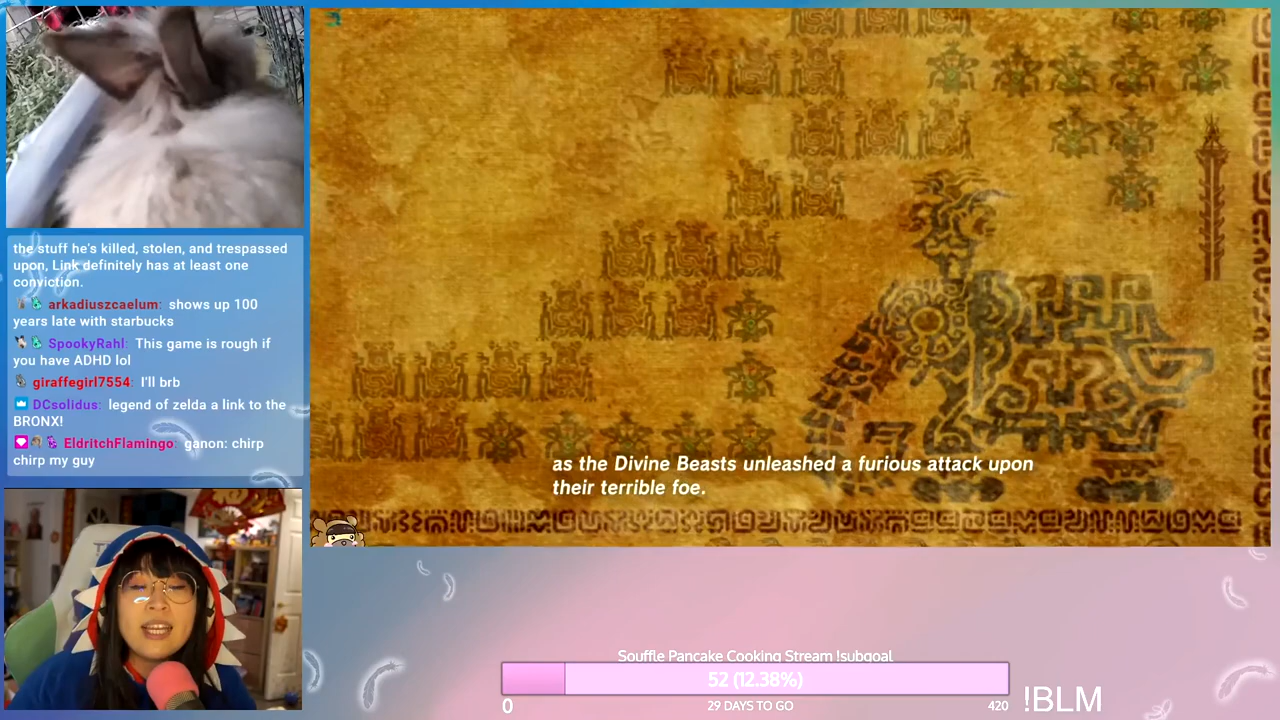 the stuff he's killed, stolen, and trespassed
upon, Link definitely has at least one
conviction.
arkadiuszcaelum: shows up 100
years late with starbucks
SpookyRahl: This game is rough if
you have ADHD lol
giraffegirl7554: I'll brb
DCsolidus: legend of zelda a link to the
BRONX!
EldritchFlamingo: ganon: chirp
chirp my guy
as the Divine Beasts unleashed a furious attack upon
their terrible foe.
Souffle Pancake Cooking Stream !subgoal
52 (12.38%)
0
29 DAYS TO GO
420
!BLM